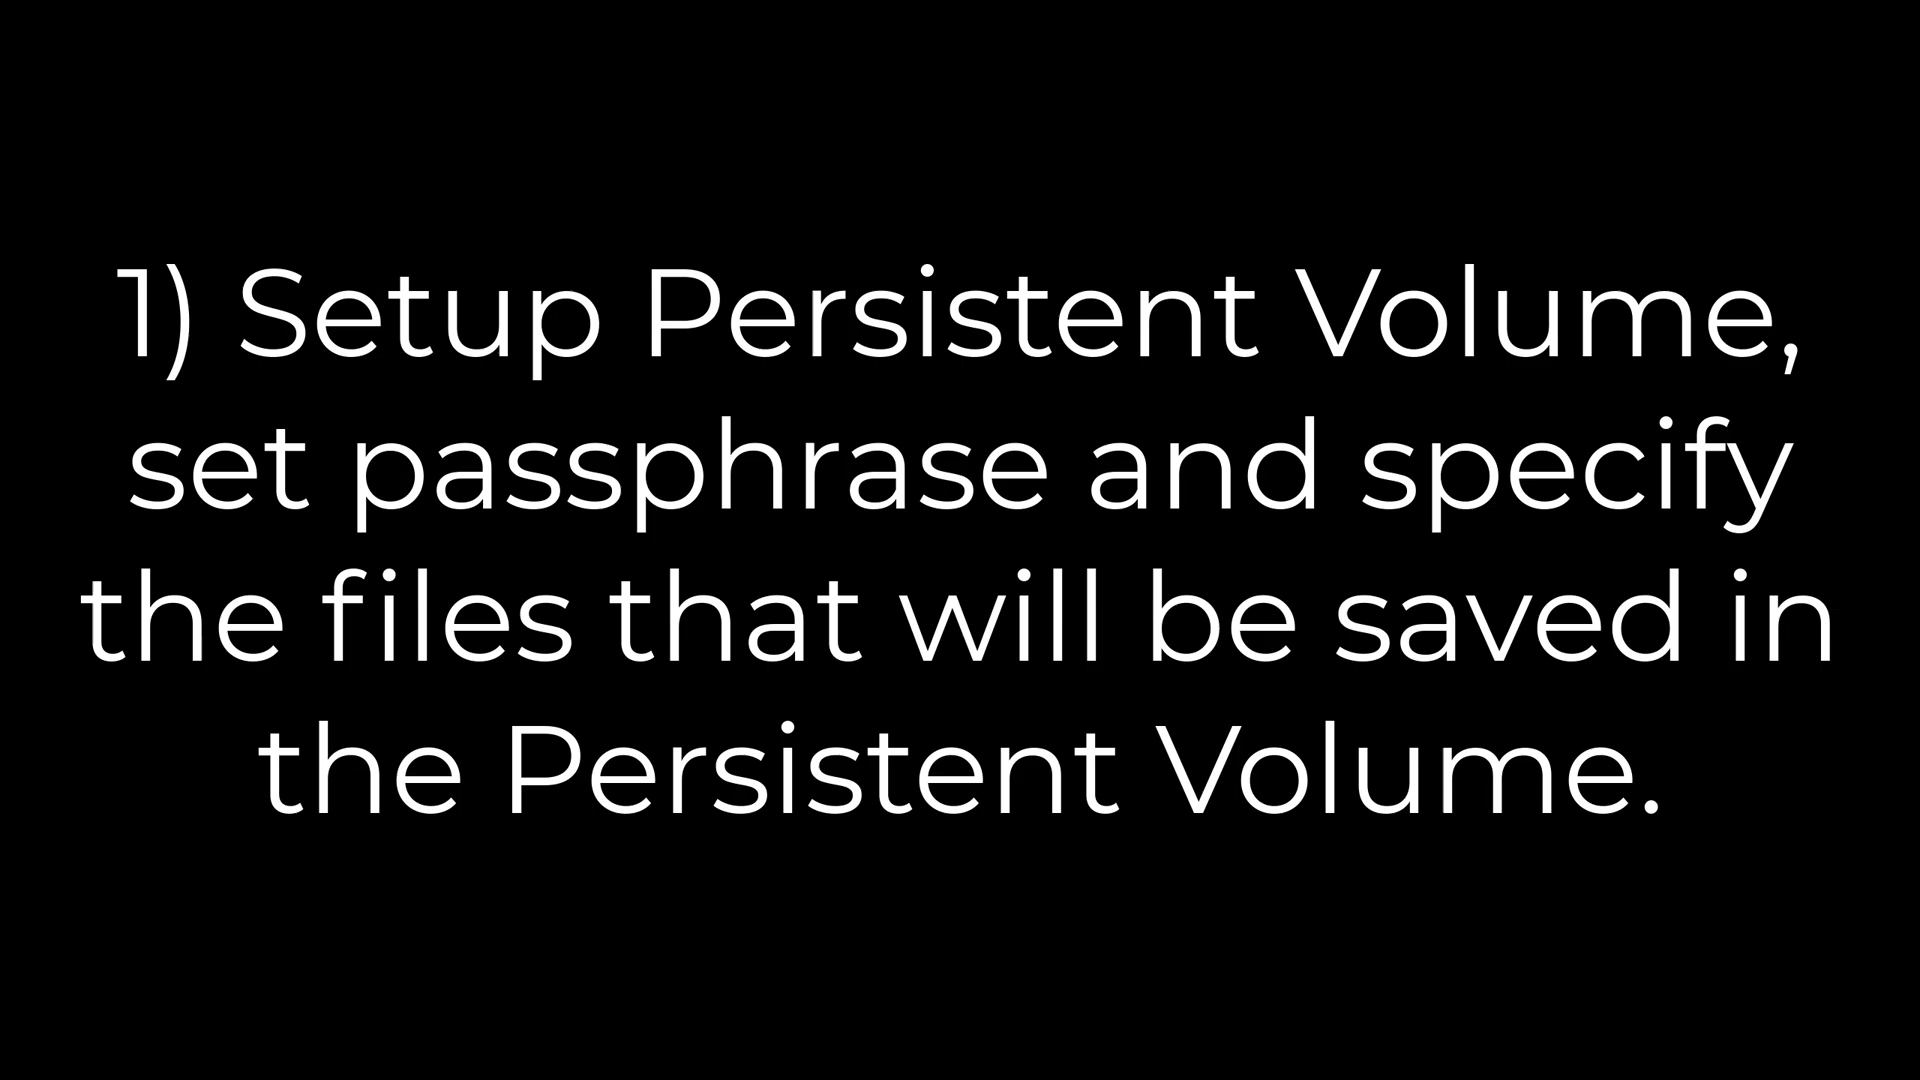 1) Setup Persistent Volume,
set passphrase and specify
the files that will be saved in
the Persistent Volume.